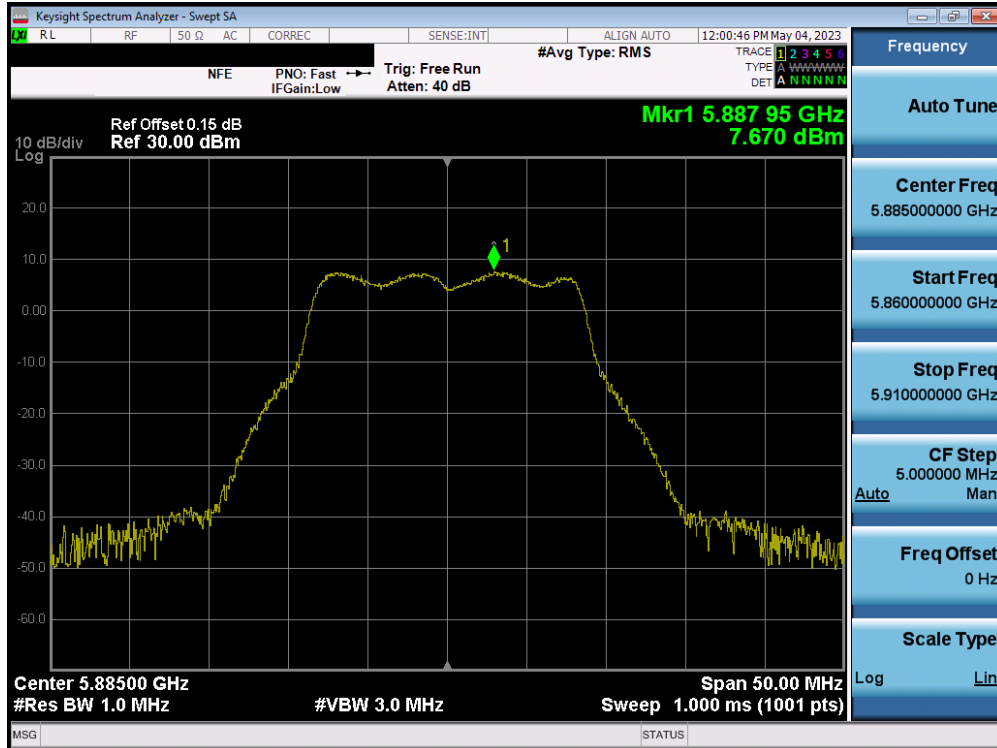 Keysight Spectrum Analyzer - Swept SA
LXI RL RF 50 Ω AC CORREC SENSE:INT ALIGN AUTO 12:00:46 PM May 04, 2023
NFE PNO: Fast IFGain:Low Trig: Free Run Atten: 40 dB #Avg Type: RMS
TRACE 1 2 3 4 5 6
TYPE A WWWWW
DET A N N N N N
Mkr1 5.887 95 GHz
7.670 dBm
Ref Offset 0.15 dB
10 dB/div Ref 30.00 dBm
Log
1
20.0
10.0
0.00
-10.0
-20.0
-30.0
-40.0
-50.0
-60.0
Center 5.88500 GHz Span 50.00 MHz
#Res BW 1.0 MHz #VBW 3.0 MHz Sweep 1.000 ms (1001 pts)
MSG STATUS
Frequency
Auto Tune
Center Freq
5.885000000 GHz
Start Freq
5.860000000 GHz
Stop Freq
5.910000000 GHz
CF Step
5.000000 MHz
Auto Man
Freq Offset
0 Hz
Scale Type
Log Lin